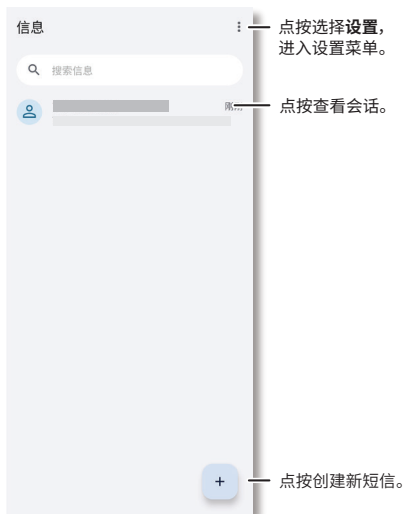 信息
点按选择设置，
进入设置菜单。
搜索信息
点按查看会话。
点按创建新短信。